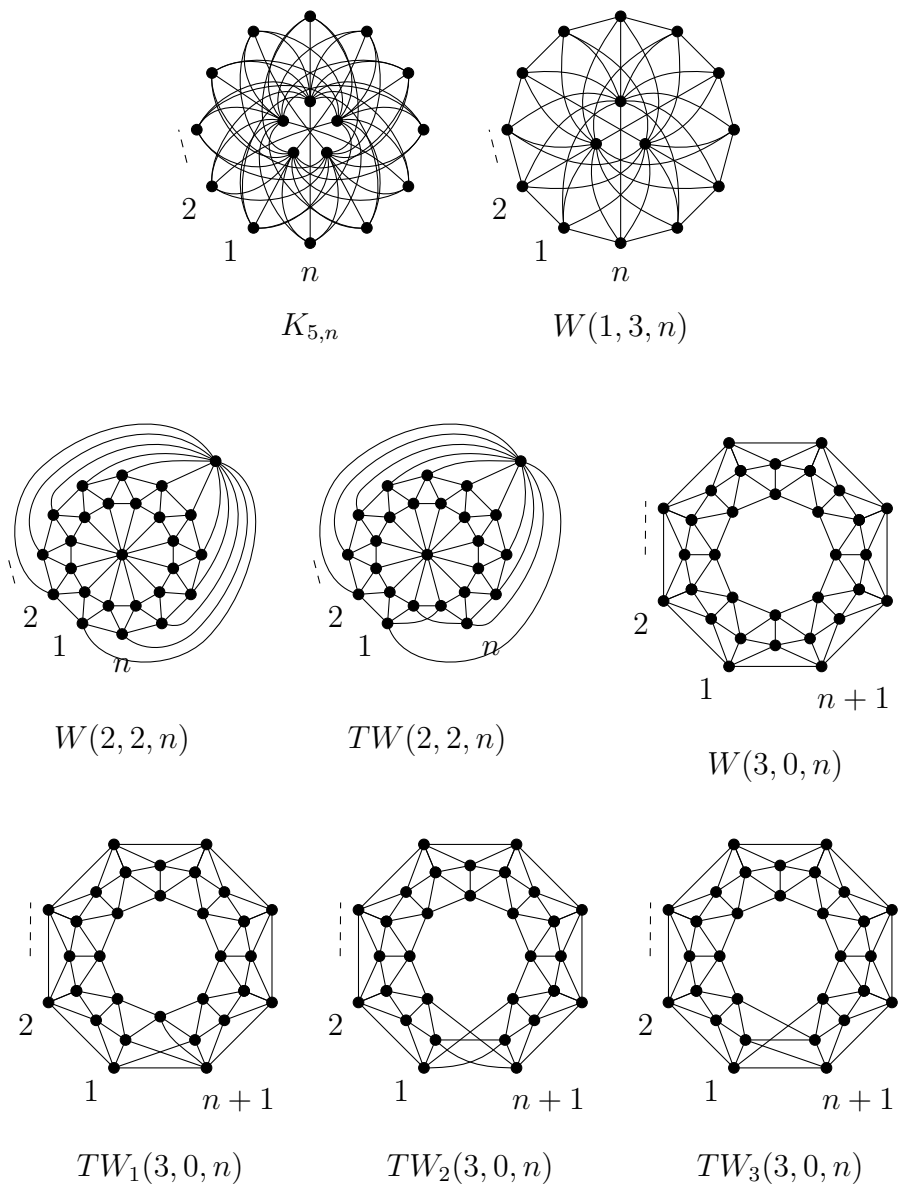 2
1
n
K_{5,n}
2
1
n
W(1, 3, n)
2
1
n
W(2, 2, n)
2
1
n
TW(2, 2, n)
2
1
n + 1
W(3, 0, n)
2
1
n + 1
TW_1(3, 0, n)
2
1
n + 1
TW_2(3, 0, n)
2
1
n + 1
TW_3(3, 0, n)